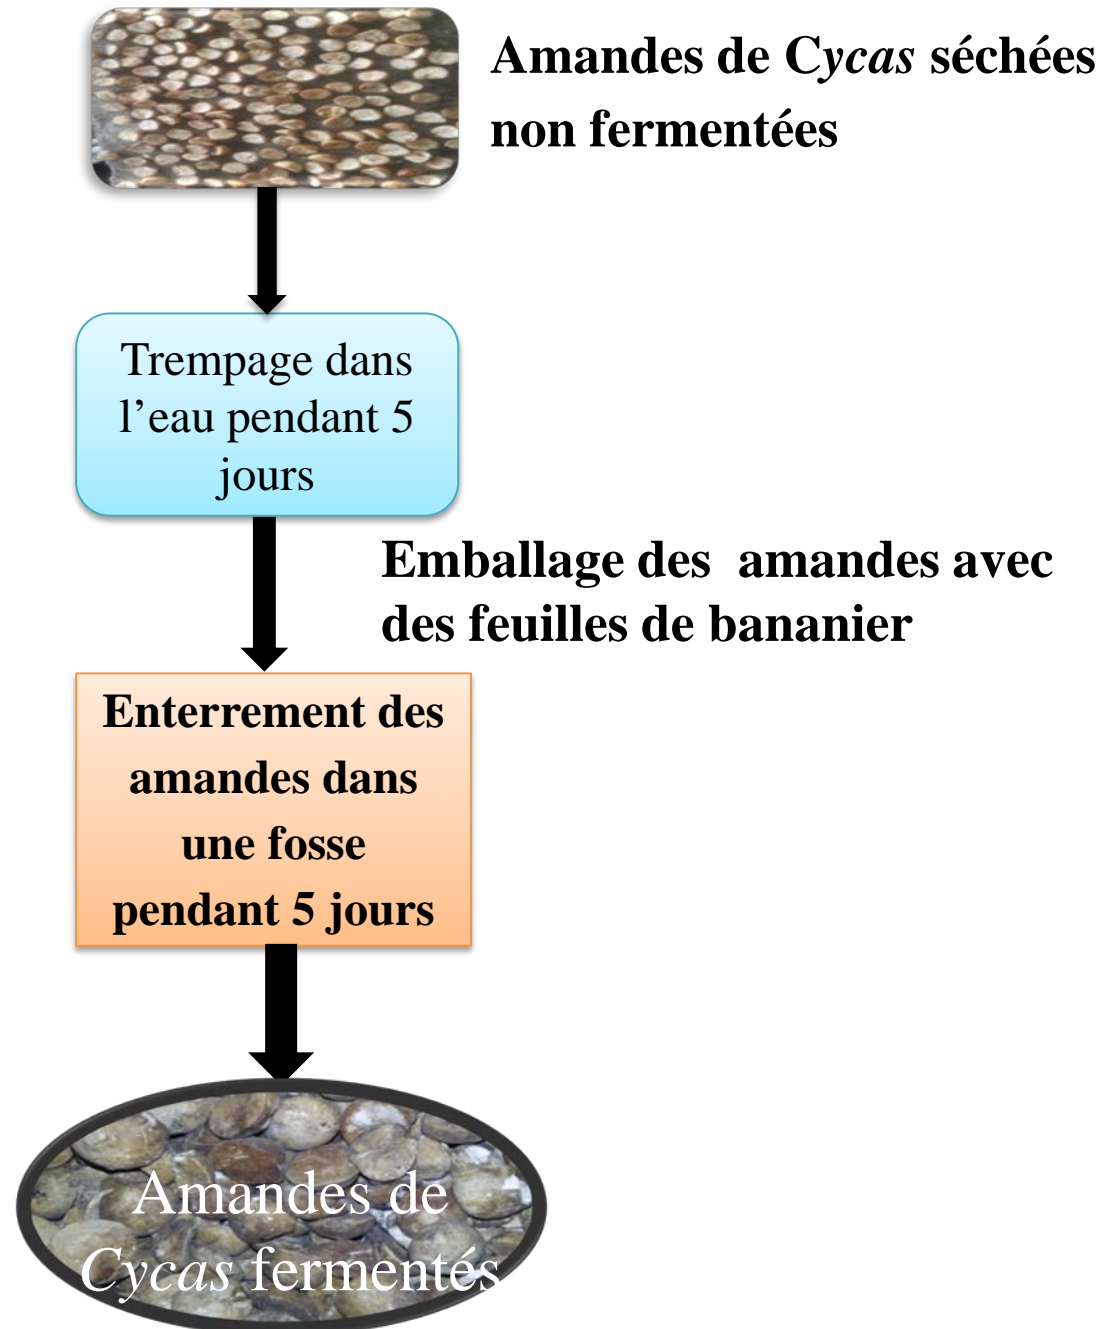 Amandes de Cycas séchées
non fermentées
Trempage dans
l’eau pendant 5
jours
Emballage des  amandes avec
des feuilles de bananier
Enterrement des
amandes dans
une fosse
pendant 5 jours
Amandes de
Cycas fermentés